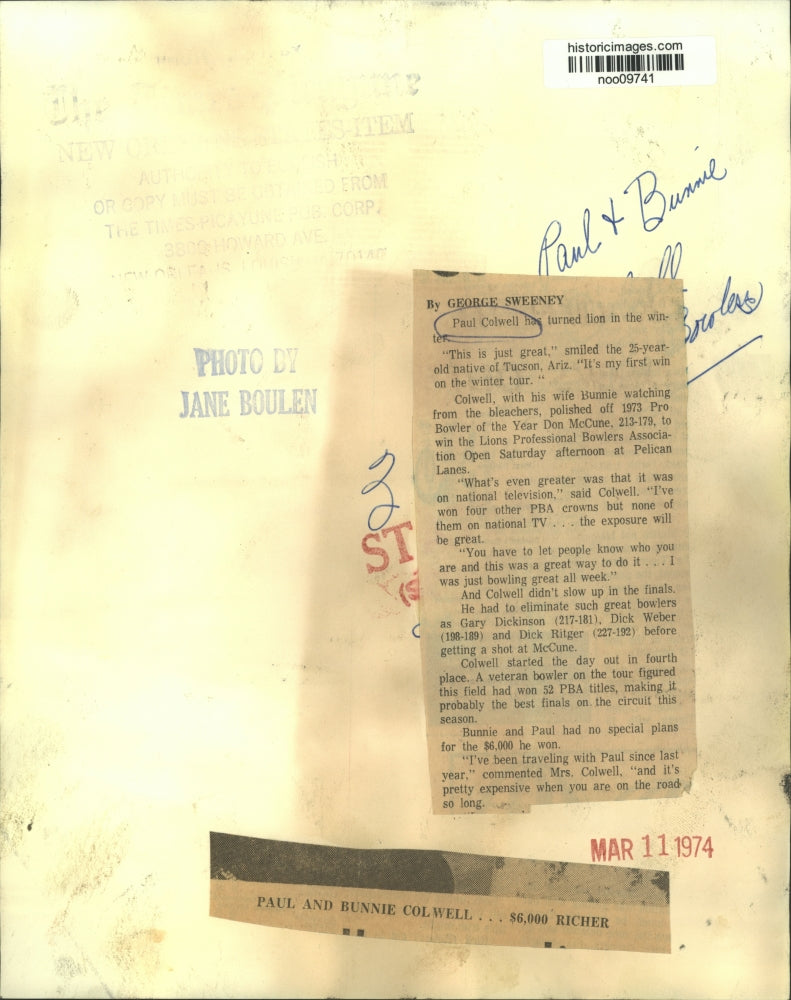 historicimages.com
noo09741
The
NEW ES-ITEM
AUTHORITY TO
OR COPY MUST BE OBTAINED FROM
THE TIMES-PICAYUNE PUB. CORP.
3800 HOWARD AVE
NEW ORLEANS, LOUISIANA 70140
Paul & Bunnie
ll
Bowlers
PHOTO BY
JANE BOULEN
3
ST
(S
By GEORGE SWEENEY
Paul Colwell has turned lion in the win-
ter.
"This is just great," smiled the 25-year-
old native of Tucson, Ariz. "It's my first win
on the winter tour. "
Colwell, with his wife Bunnie watching
from the bleachers, polished off 1973 Pro
Bowler of the Year Don McCune, 213-179, to
win the Lions Professional Bowlers Associa-
tion Open Saturday afternoon at Pelican
Lanes.
"What's even greater was that it was
on national television," said Colwell. "I've
won four other PBA crowns but none of
them on national TV . . . the exposure will
be great.
"You have to let people know who you
are and this was a great way to do it . . . I
was just bowling great all week."
And Colwell didn't slow up in the finals.
He had to eliminate such great bowlers
as Gary Dickinson (217-181), Dick Weber
(198-189) and Dick Ritger (227-192) before
getting a shot at McCune.
Colwell started the day out in fourth
place. A veteran bowler on the tour figured
this field had won 52 PBA titles, making it
probably the best finals on the circuit this
season.
Bunnie and Paul had no special plans
for the $6,000 he won.
"I've been traveling with Paul since last
year," commented Mrs. Colwell, "and it's
pretty expensive when you are on the road
so long.
MAR 11 1974
PAUL AND BUNNIE COLWELL . . . $6,000 RICHER